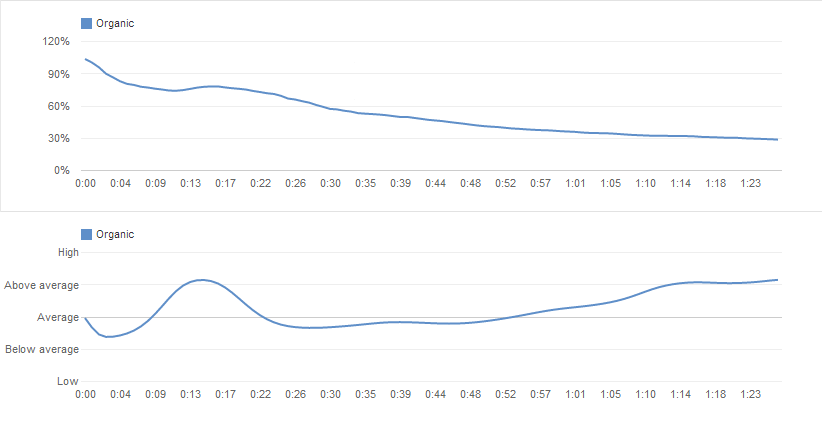 Organic
120%
90%
60%
30%
0%
0:00 0:04 0:09 0:13 0:17 0:22 0:26 0:30 0:35 0:39 0:44 0:48 0:52 0:57 1:01 1:05 1:10 1:14 1:18 1:23
Organic
High
Above average
Average
Below average
Low
0:00 0:04 0:09 0:13 0:17 0:22 0:26 0:30 0:35 0:39 0:44 0:48 0:52 0:57 1:01 1:05 1:10 1:14 1:18 1:23